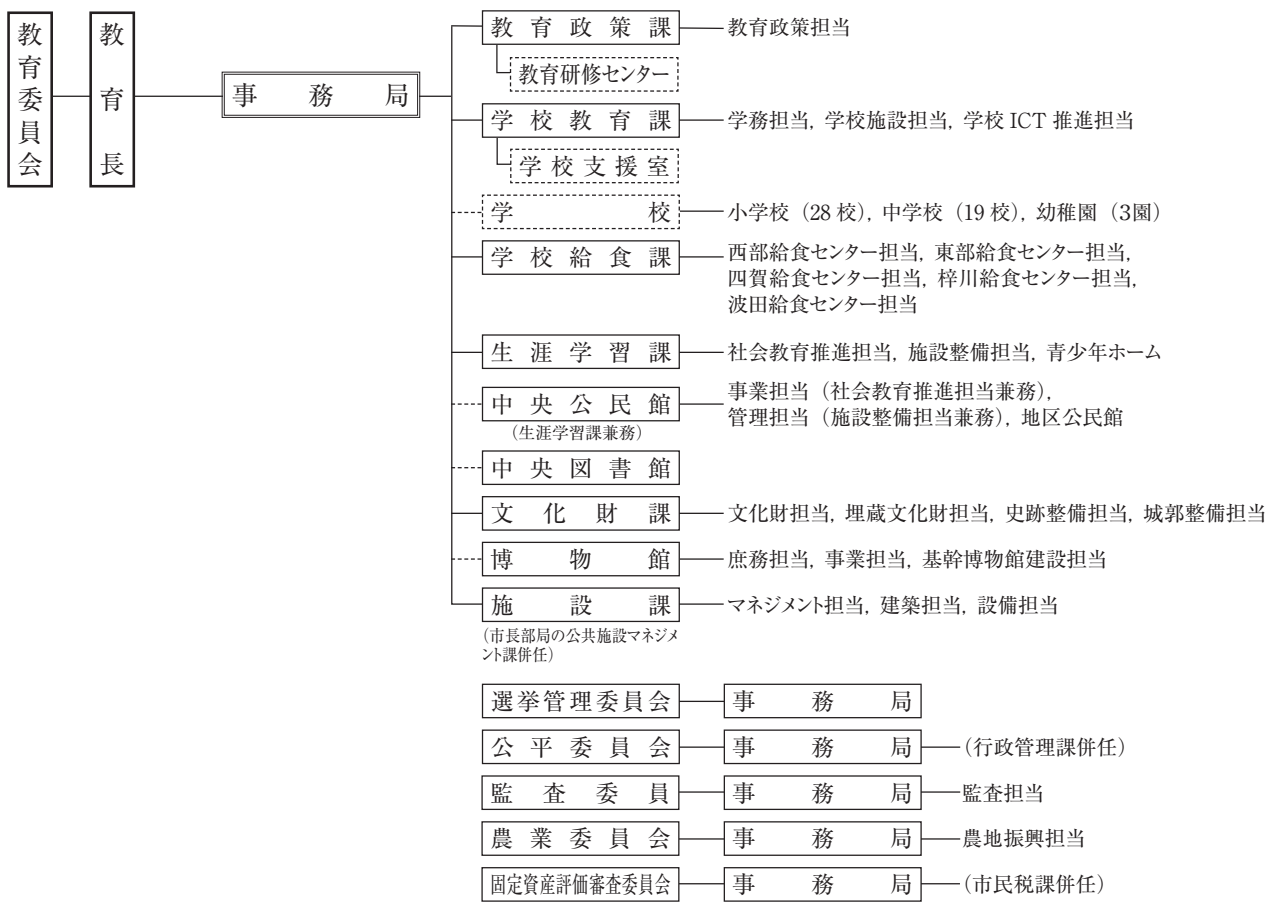 教育委員会
教育長
事務局
教育政策課
教育政策担当
教育研修センター
学校教育課
学務担当, 学校施設担当, 学校 ICT 推進担当
学校支援室
学校
小学校（28 校）, 中学校（19 校）, 幼稚園（3園）
学校給食課
西部給食センター担当, 東部給食センター担当,
四賀給食センター担当, 梓川給食センター担当,
波田給食センター担当
生涯学習課
社会教育推進担当, 施設整備担当, 青少年ホーム
中央公民館
（生涯学習課兼務）
事業担当（社会教育推進担当兼務）,
管理担当（施設整備担当兼務）, 地区公民館
中央図書館
文化財課
文化財担当, 埋蔵文化財担当, 史跡整備担当, 城郭整備担当
博物館
庶務担当, 事業担当, 基幹博物館建設担当
施設課
マネジメント担当, 建築担当, 設備担当
（市長部局の公共施設マネジメ
ント課併任）
選挙管理委員会
事務局
公平委員会
事務局
（行政管理課併任）
監査委員
事務局
監査担当
農業委員会
事務局
農地振興担当
固定資産評価審査委員会
事務局
（市民税課併任）